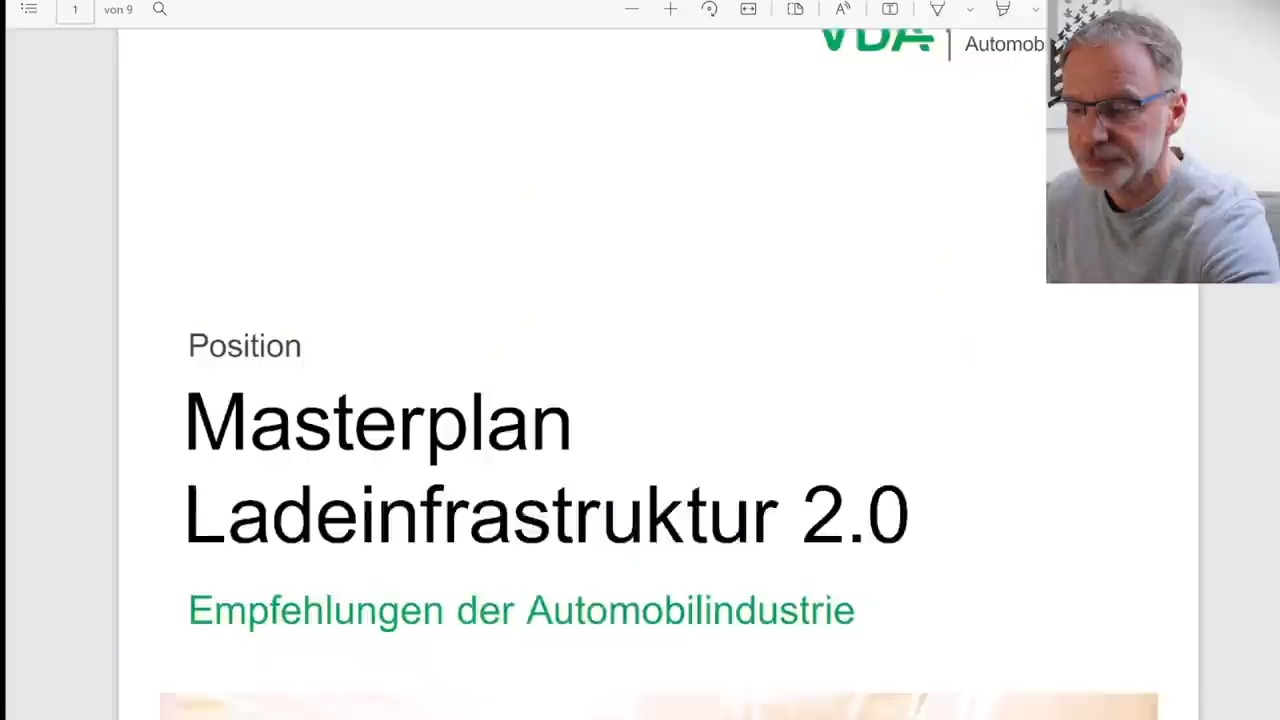 1 von 9
VDA
Automob
Position
Masterplan
Ladeinfrastruktur 2.0
Empfehlungen der Automobilindustrie